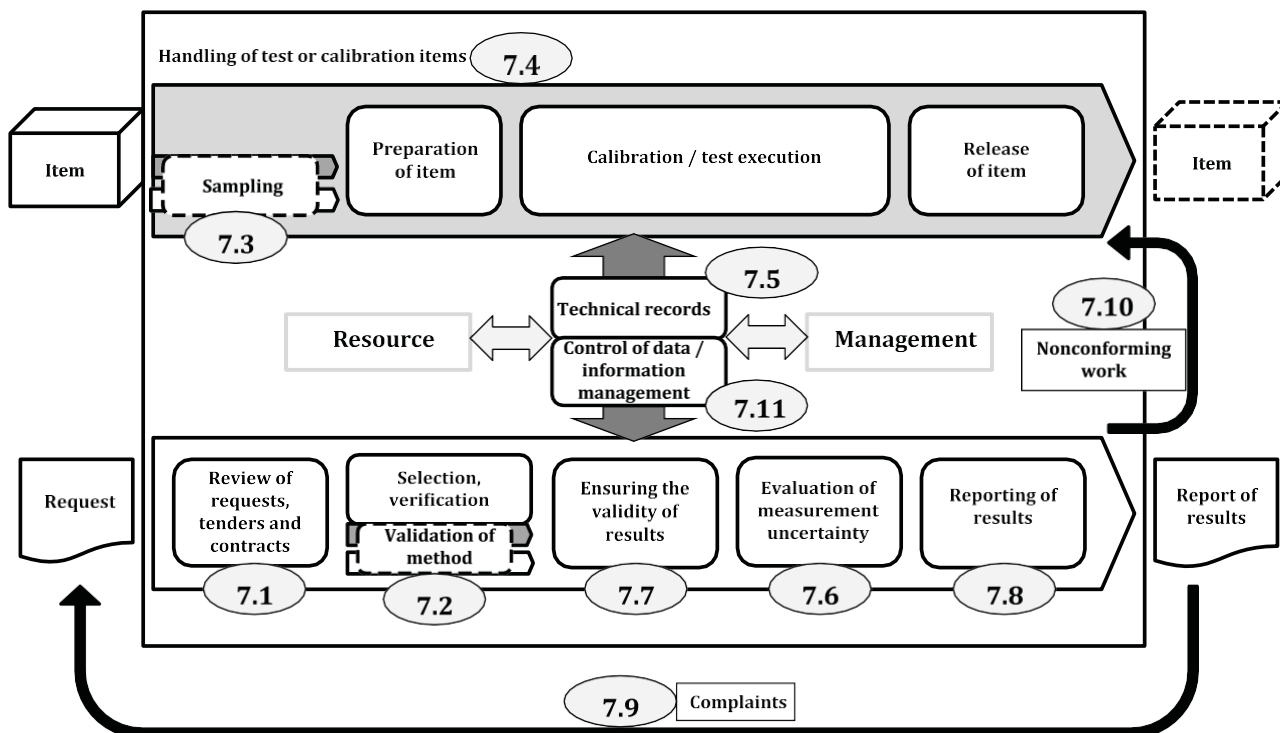 Handling of test or calibration items
7.4
Item
Sampling
7.3
Preparation
of item
Calibration / test execution
Release
of item
Item
7.5
Technical records
Resource
Management
Control of data /
information
management
7.11
7.10
Nonconforming
work
Request
Review of
requests,
tenders and
contracts
7.1
Selection,
verification
Validation of
method
7.2
Ensuring the
validity of
results
7.7
Evaluation of
measurement
uncertainty
7.6
Reporting of
results
7.8
Report of
results
7.9
Complaints